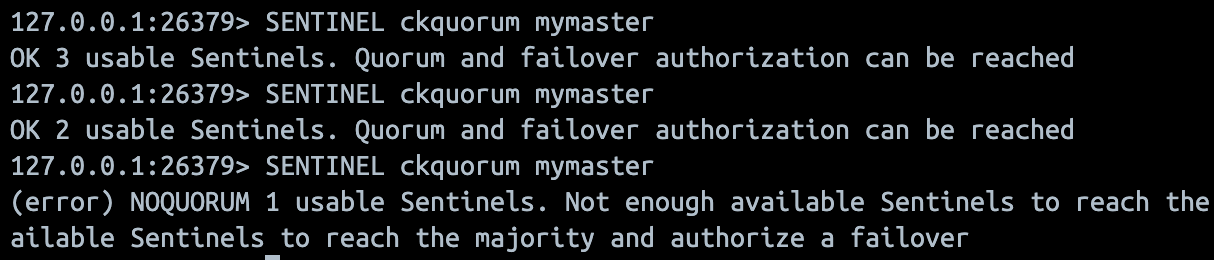 127.0.0.1:26379> SENTINEL ckquorum mymaster
OK 3 usable Sentinels. Quorum and failover authorization can be reached
127.0.0.1:26379> SENTINEL ckquorum mymaster
OK 2 usable Sentinels. Quorum and failover authorization can be reached
127.0.0.1:26379> SENTINEL ckquorum mymaster
(error) NOQUORUM 1 usable Sentinels. Not enough available Sentinels to reach the
ailable Sentinels to reach the majority and authorize a failover